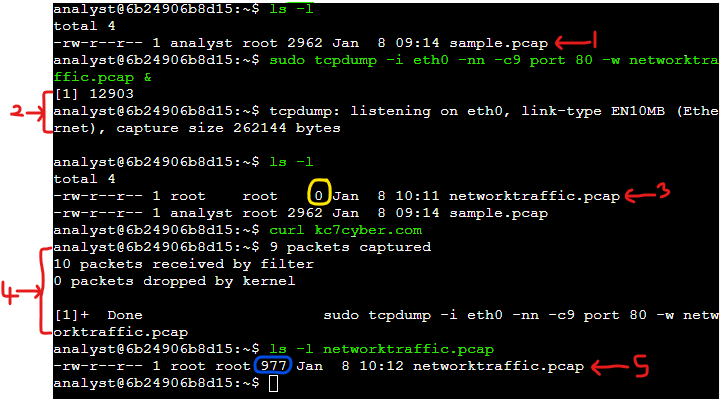 analyst@6b24906b8d15:~$ ls -l
total 4
-rw-r--r-- 1 analyst root 2962 Jan  8 09:14 sample.pcap 1
analyst@6b24906b8d15:~$ sudo tcpdump -i eth0 -nn -c9 port 80 -w networktra
ffic.pcap &
2 [1] 12903
analyst@6b24906b8d15:~$ tcpdump: listening on eth0, link-type EN10MB (Ethe
rnet), capture size 262144 bytes
analyst@6b24906b8d15:~$ ls -l
total 4
-rw-r--r-- 1 root    root    0 Jan  8 10:11 networktraffic.pcap 3
-rw-r--r-- 1 analyst root 2962 Jan  8 09:14 sample.pcap
analyst@6b24906b8d15:~$ curl kc7cyber.com
analyst@6b24906b8d15:~$ 9 packets captured
10 packets received by filter
4 0 packets dropped by kernel
[1]+  Done                    sudo tcpdump -i eth0 -nn -c9 port 80 -w netw
orktraffic.pcap
analyst@6b24906b8d15:~$ ls -l networktraffic.pcap
-rw-r--r-- 1 root root 977 Jan  8 10:12 networktraffic.pcap 5
analyst@6b24906b8d15:~$